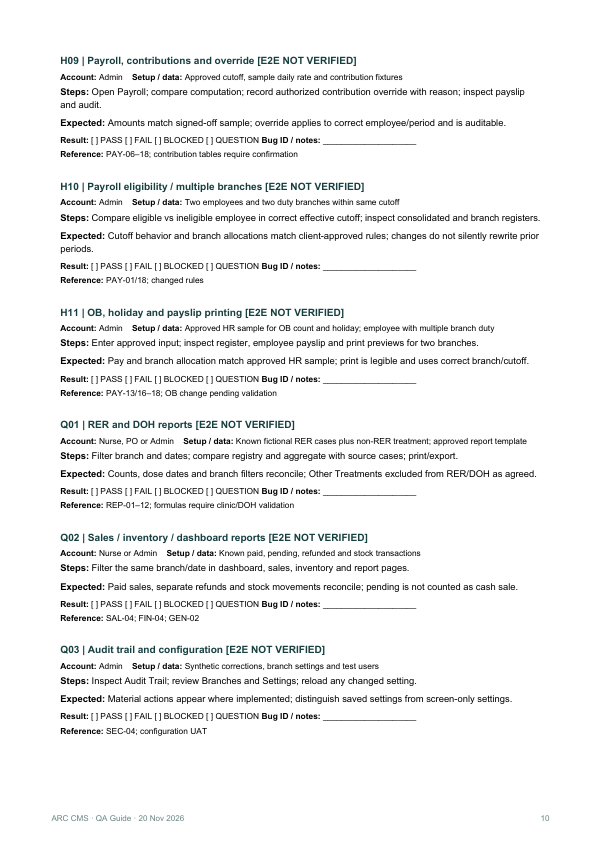 H09 | Payroll, contributions and override [E2E NOT VERIFIED]
Account: Admin Setup / data: Approved cutoff, sample daily rate and contribution fixtures
Steps: Open Payroll; compare computation; record authorized contribution override with reason; inspect payslip
and audit.
Expected: Amounts match signed-off sample; override applies to correct employee/period and is auditable.
Result: [ ] PASS [ ] FAIL [ ] BLOCKED [ ] QUESTION Bug ID / notes: ____________________
Reference: PAY-06–18; contribution tables require confirmation
H10 | Payroll eligibility / multiple branches [E2E NOT VERIFIED]
Account: Admin Setup / data: Two employees and two duty branches within same cutoff
Steps: Compare eligible vs ineligible employee in correct effective cutoff; inspect consolidated and branch registers.
Expected: Cutoff behavior and branch allocations match client-approved rules; changes do not silently rewrite prior
periods.
Result: [ ] PASS [ ] FAIL [ ] BLOCKED [ ] QUESTION Bug ID / notes: ____________________
Reference: PAY-01/18; changed rules
H11 | OB, holiday and payslip printing [E2E NOT VERIFIED]
Account: Admin Setup / data: Approved HR sample for OB count and holiday; employee with multiple branch duty
Steps: Enter approved input; inspect register, employee payslip and print previews for two branches.
Expected: Pay and branch allocation match approved HR sample; print is legible and uses correct branch/cutoff.
Result: [ ] PASS [ ] FAIL [ ] BLOCKED [ ] QUESTION Bug ID / notes: ____________________
Reference: PAY-13/16–18; OB change pending validation
Q01 | RER and DOH reports [E2E NOT VERIFIED]
Account: Nurse, PO or Admin Setup / data: Known fictional RER cases plus non-RER treatment; approved report template
Steps: Filter branch and dates; compare registry and aggregate with source cases; print/export.
Expected: Counts, dose dates and branch filters reconcile; Other Treatments excluded from RER/DOH as agreed.
Result: [ ] PASS [ ] FAIL [ ] BLOCKED [ ] QUESTION Bug ID / notes: ____________________
Reference: REP-01–12; formulas require clinic/DOH validation
Q02 | Sales / inventory / dashboard reports [E2E NOT VERIFIED]
Account: Nurse or Admin Setup / data: Known paid, pending, refunded and stock transactions
Steps: Filter the same branch/date in dashboard, sales, inventory and report pages.
Expected: Paid sales, separate refunds and stock movements reconcile; pending is not counted as cash sale.
Result: [ ] PASS [ ] FAIL [ ] BLOCKED [ ] QUESTION Bug ID / notes: ____________________
Reference: SAL-04; FIN-04; GEN-02
Q03 | Audit trail and configuration [E2E NOT VERIFIED]
Account: Admin Setup / data: Synthetic corrections, branch settings and test users
Steps: Inspect Audit Trail; review Branches and Settings; reload any changed setting.
Expected: Material actions appear where implemented; distinguish saved settings from screen-only settings.
Result: [ ] PASS [ ] FAIL [ ] BLOCKED [ ] QUESTION Bug ID / notes: ____________________
Reference: SEC-04; configuration UAT
ARC CMS · QA Guide · 20 Nov 2026 10